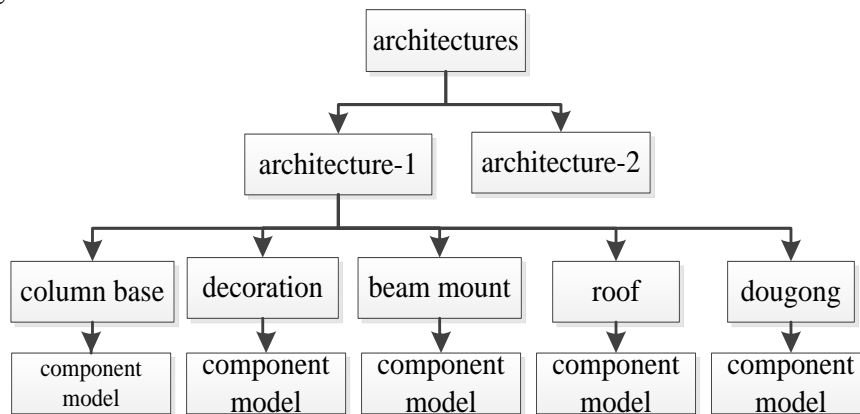 architectures
architecture-1
architecture-2
column base
decoration
beam mount
roof
dougong
component
model
component
model
component
model
component
model
component
model